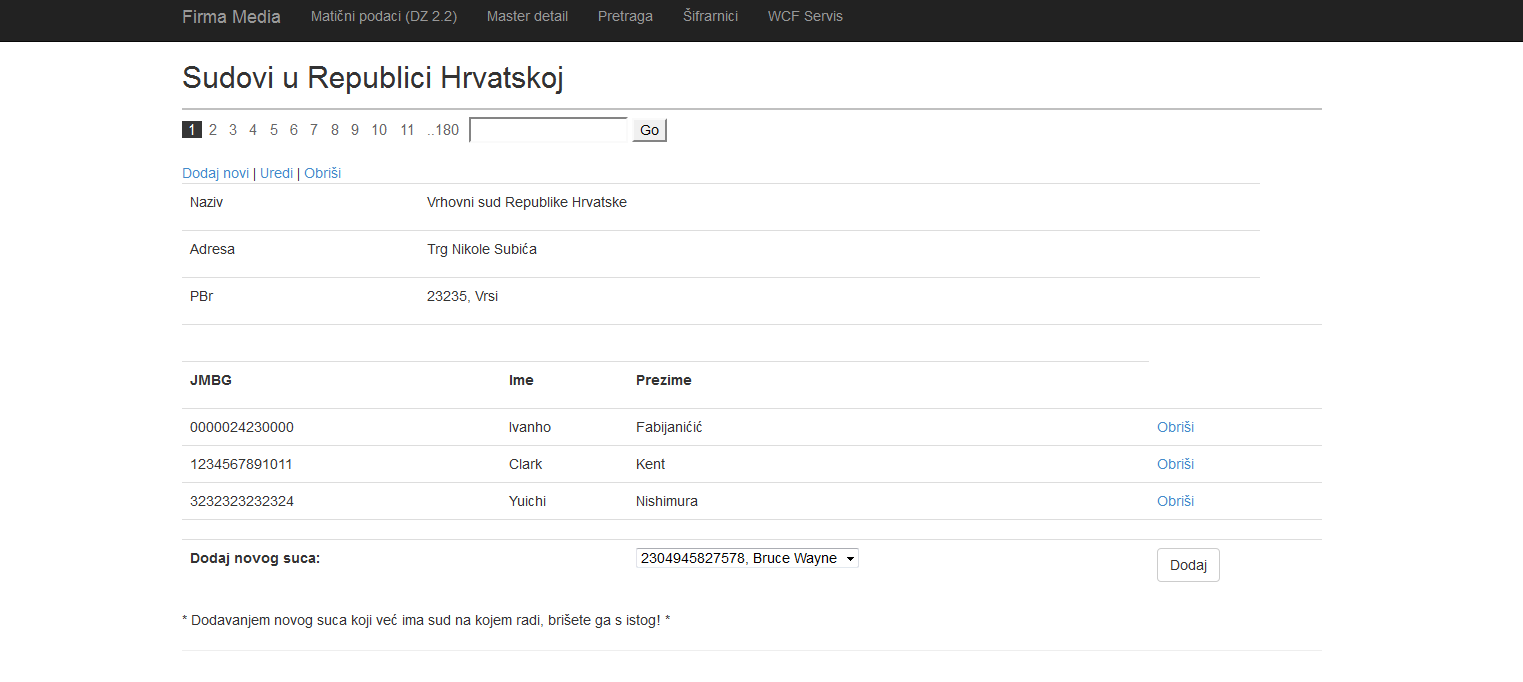 Firma Media Matični podaci (DZ 2.2) Master detail Pretraga Šifrarnici WCF Servis
Sudovi u Republici Hrvatskoj
1 2 3 4 5 6 7 8 9 10 11 ..180 Go
Dodaj novi | Uredi | Obriši
Naziv Vrhovni sud Republike Hrvatske
Adresa Trg Nikole Subića
PBr 23235, Vrsi
JMBG Ime Prezime
0000024230000 Ivanho Fabijanićić Obriši
1234567891011 Clark Kent Obriši
3232323232324 Yuichi Nishimura Obriši
Dodaj novog suca: 2304945827578, Bruce Wayne Dodaj
* Dodavanjem novog suca koji već ima sud na kojem radi, brišete ga s istog! *